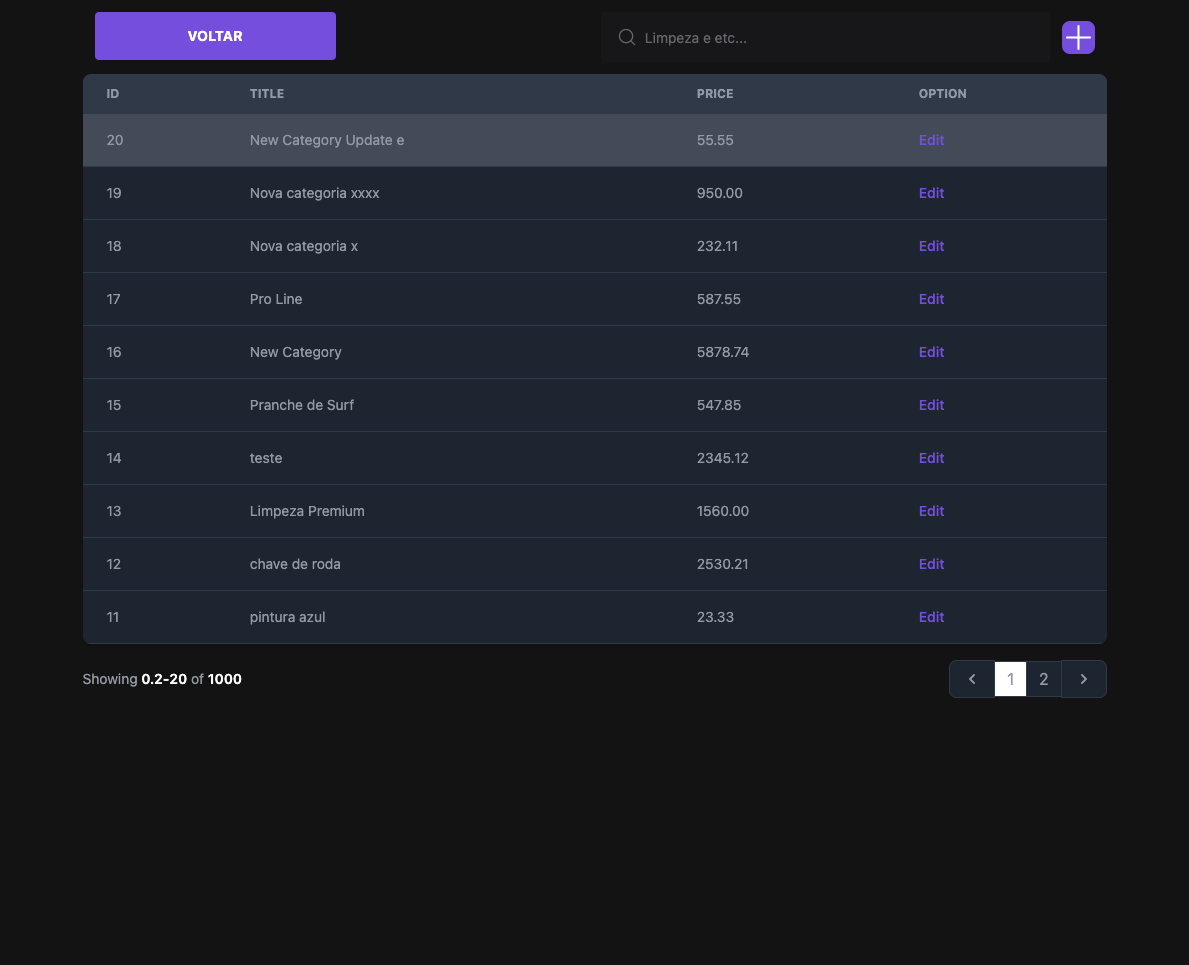 VOLTAR Limpeza e etc...
ID TITLE PRICE OPTION
20 New Category Update e 55.55 Edit
19 Nova categoria xxxx 950.00 Edit
18 Nova categoria x 232.11 Edit
17 Pro Line 587.55 Edit
16 New Category 5878.74 Edit
15 Pranche de Surf 547.85 Edit
14 teste 2345.12 Edit
13 Limpeza Premium 1560.00 Edit
12 chave de roda 2530.21 Edit
11 pintura azul 23.33 Edit
Showing 0.2-20 of 1000 1 2